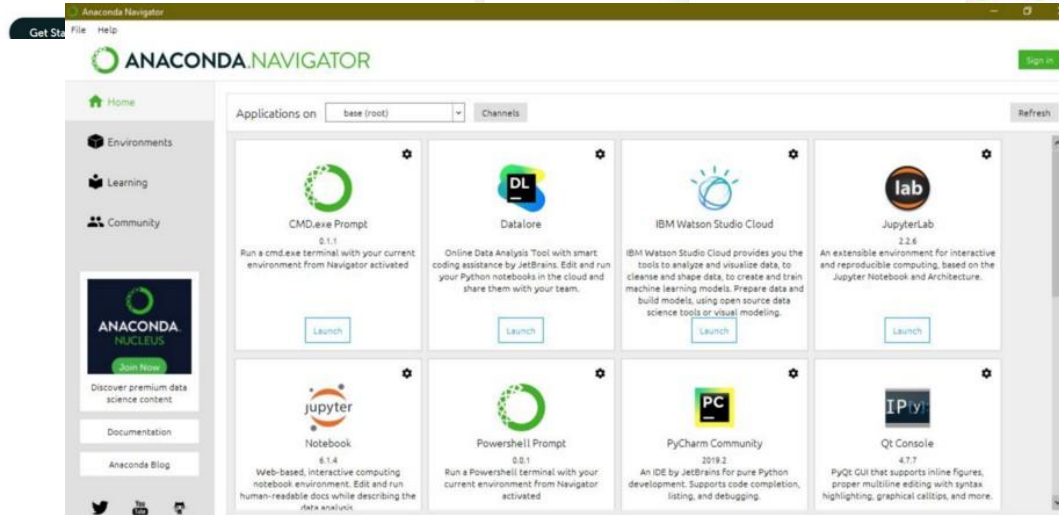 Anaconda Navigator
File Help
Get Sta
ANACONDA.NAVIGATOR
Sign in
Home
Environments
Learning
Community
ANACONDA.
NUCLEUS
Join Now
Discover premium data
science content
Documentation
Anaconda Blog
You
Tube
Applications on base (root) Channels
Refresh
CMD.exe Prompt
0.1.1
Run a cmd.exe terminal with your current
environment from Navigator activated
Launch
DL
Datalore
Online Data Analysis Tool with smart
coding assistance by JetBrains. Edit and run
your Python notebooks in the cloud and
share them with your team.
Launch
IBM Watson Studio Cloud
IBM Watson Studio Cloud provides you the
tools to analyze and visualize data, to
cleanse and shape data, to create and train
machine learning models. Prepare data and
build models, using open source data
science tools or visual modeling.
Launch
lab
JupyterLab
2.2.6
An extensible environment for interactive
and reproducible computing, based on the
Jupyter Notebook and Architecture.
Launch
jupyter
Notebook
6.1.4
Web-based, interactive computing
notebook environment. Edit and run
human-readable docs while describing the
data analysis.
Powershell Prompt
0.0.1
Run a Powershell terminal with your
current environment from Navigator
activated
PC
PyCharm Community
2019.2
An IDE by JetBrains for pure Python
development. Supports code completion,
listing, and debugging.
IP[y]:
Qt Console
4.7.7
PyQt GUI that supports inline figures,
proper multiline editing with syntax
highlighting, graphical calltips, and more.